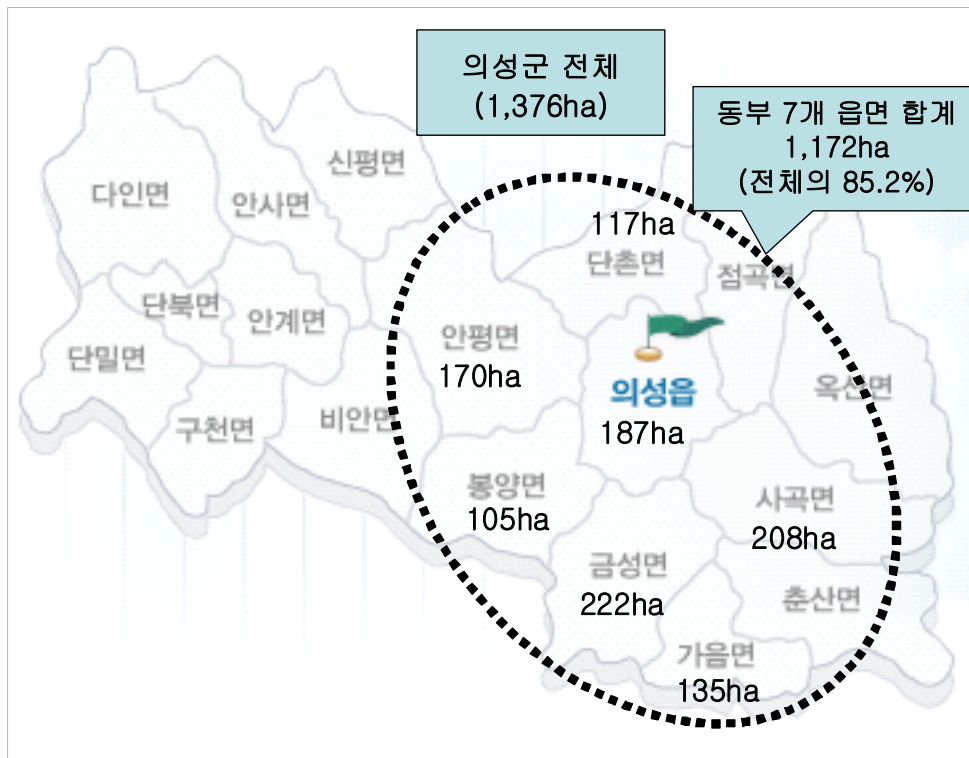 의성군 전체
(1,376ha)
동부 7개 읍면 합계
1,172ha
(전체의 85.2%)
신평면
다인면
안사면
117ha
단촌면
점곡면
단북면
안계면
안평면
170ha
단밀면
의성읍
187ha
옥산면
구천면
비안면
봉양면
105ha
사곡면
208ha
금성면
222ha
춘산면
가음면
135ha